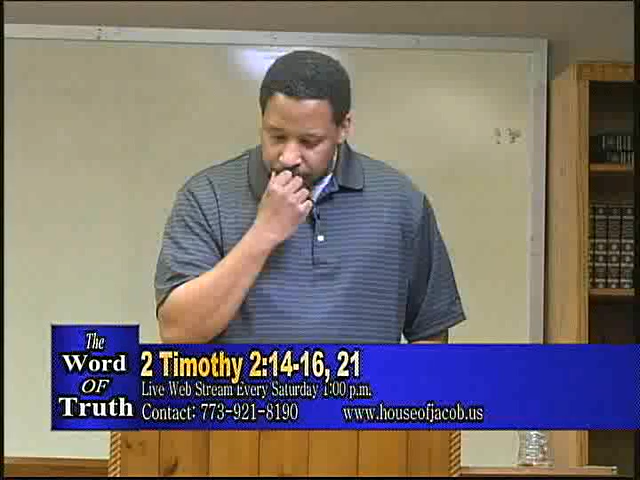 The
Word
OF
Truth
2 Timothy 2:14-16, 21
Live Web Stream Every Saturday 1:00 p.m.
Contact: 773-921-8190 www.houseofjacob.us